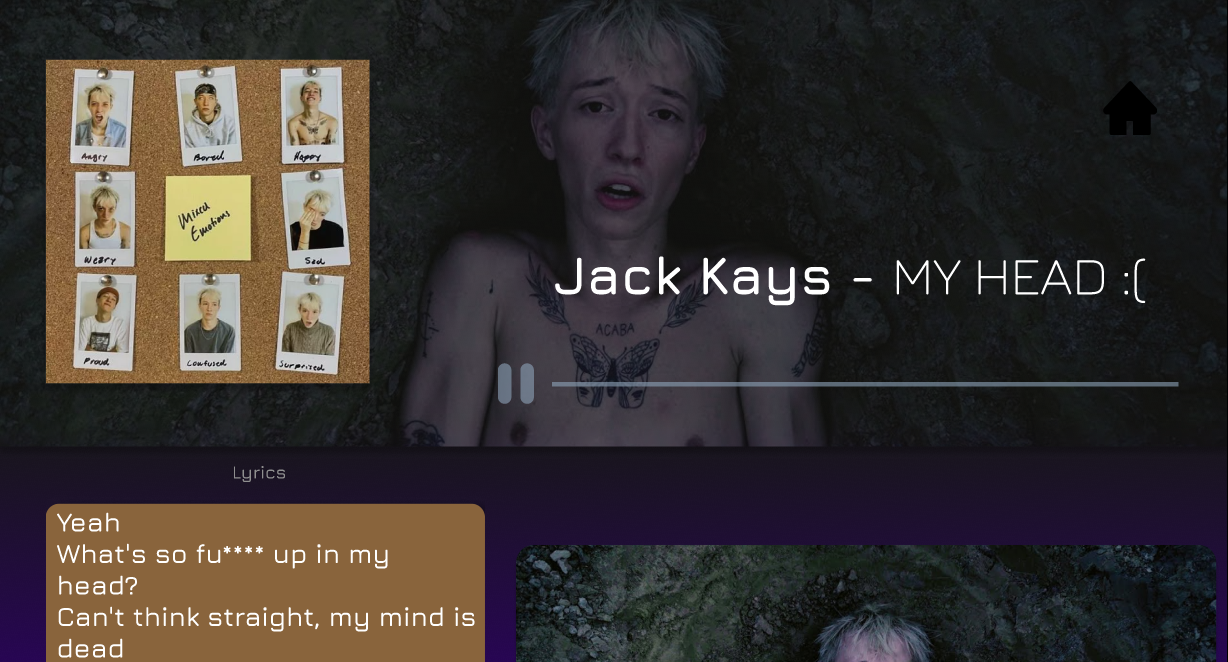 Angry
Bored
Happy
Weary
Mixed
Emotions
Sad
Proud
Confused
Surprised
Jack Kays - MY HEAD :(
ACABA
Lyrics
Yeah
What's so fu**** up in my
head?
Can't think straight, my mind is
dead